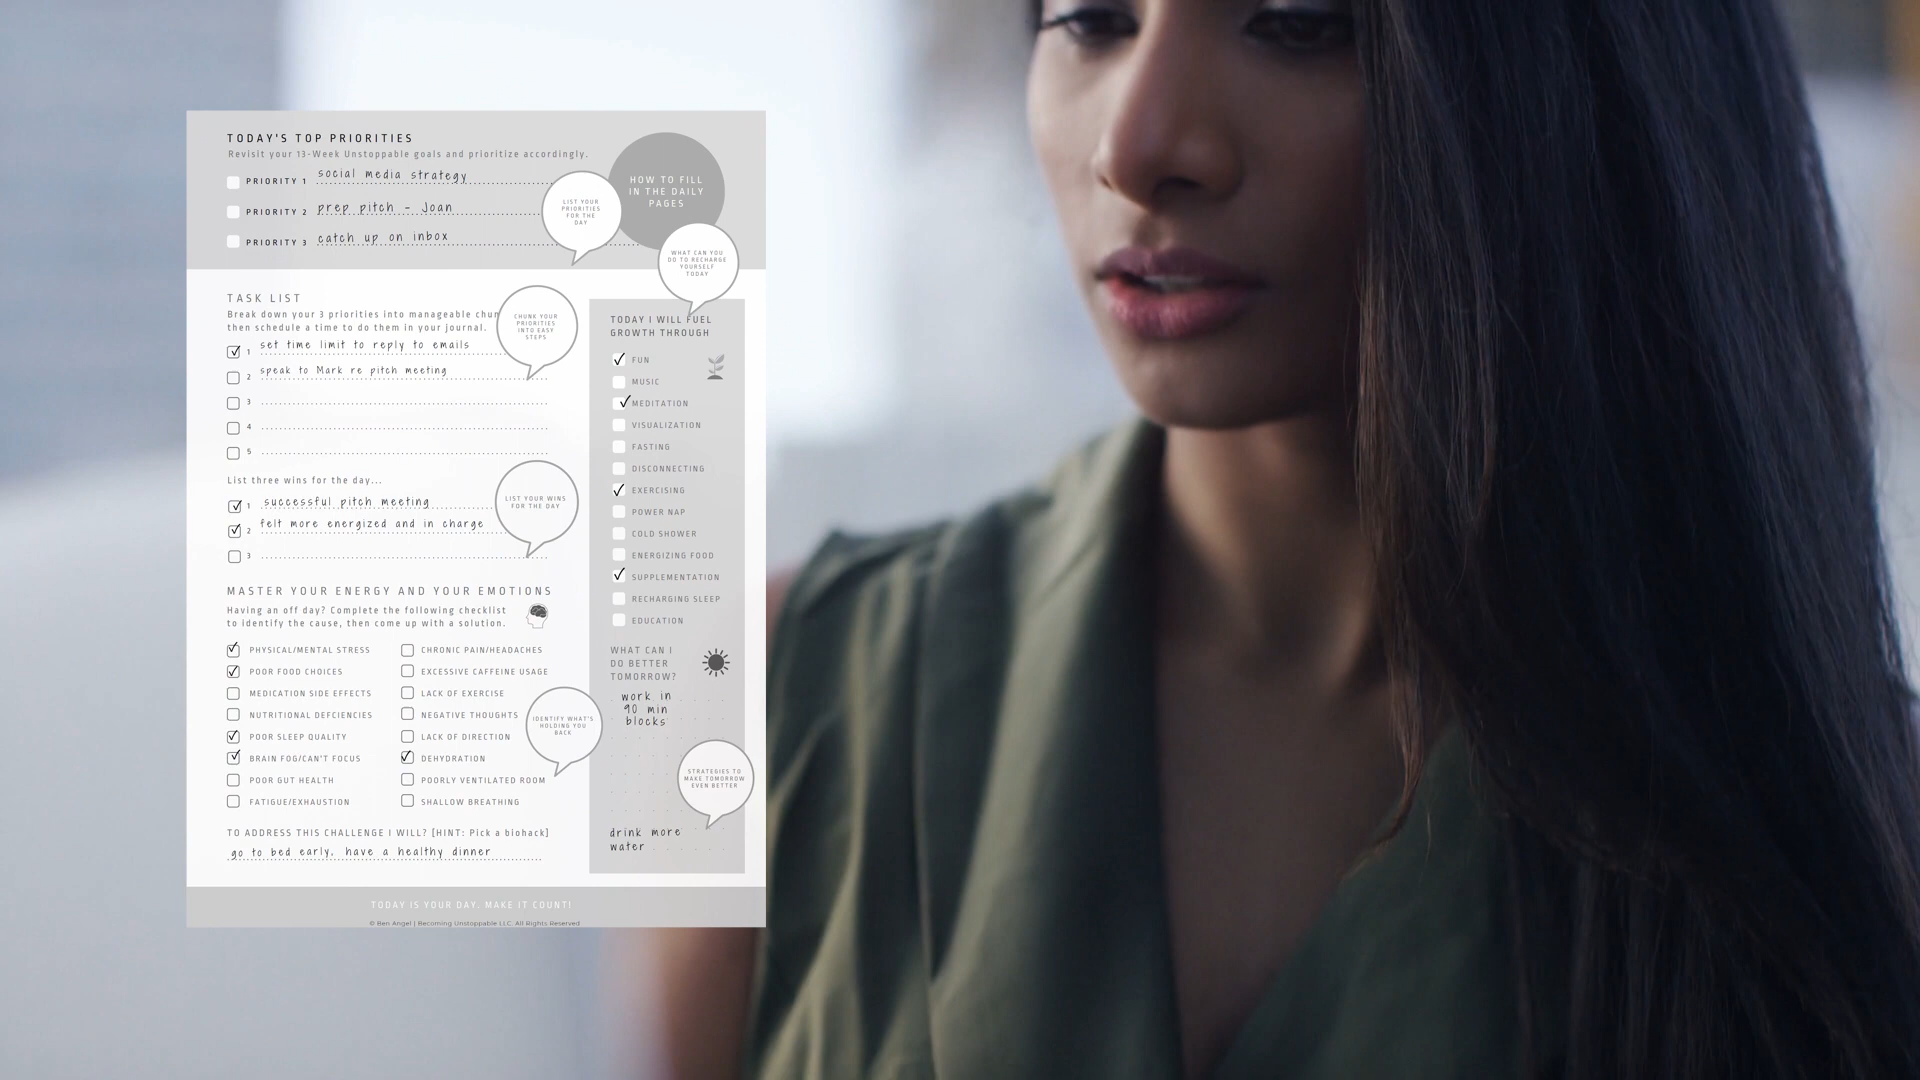 TODAY'S TOP PRIORITIES
Revisit your 13-Week Unstoppable goals and prioritize accordingly.
PRIORITY 1 social media strategy
PRIORITY 2 prep pitch - Joan
PRIORITY 3 catch up on inbox
HOW TO FILL
IN THE DAILY
PAGES
LIST YOUR
PRIORITIES
FOR THE
DAY
WHAT CAN YOU
DO TO RECHARGE
YOURSELF
TODAY
TASK LIST
Break down your 3 priorities into manageable chun
then schedule a time to do them in your journal.
1 set time limit to reply to emails
2 speak to Mark re pitch meeting
3
4
5
CHUNK YOUR
PRIORITIES
INTO EASY
STEPS
List three wins for the day...
1 successful pitch meeting
2 felt more energized and in charge
3
LIST YOUR WINS
FOR THE DAY
MASTER YOUR ENERGY AND YOUR EMOTIONS
Having an off day? Complete the following checklist
to identify the cause, then come up with a solution.
PHYSICAL/MENTAL STRESS
POOR FOOD CHOICES
MEDICATION SIDE EFFECTS
NUTRITIONAL DEFCIENCIES
POOR SLEEP QUALITY
BRAIN FOG/CAN'T FOCUS
POOR GUT HEALTH
FATIGUE/EXHAUSTION
CHRONIC PAIN/HEADACHES
EXCESSIVE CAFFEINE USAGE
LACK OF EXERCISE
NEGATIVE THOUGHTS
LACK OF DIRECTION
DEHYDRATION
POORLY VENTILATED ROOM
SHALLOW BREATHING
IDENTIFY WHAT'S
HOLDING YOU
BACK
TO ADDRESS THIS CHALLENGE I WILL? [HINT: Pick a biohack]
go to bed early, have a healthy dinner
TODAY I WILL FUEL
GROWTH THROUGH
FUN
MUSIC
MEDITATION
VISUALIZATION
FASTING
DISCONNECTING
EXERCISING
POWER NAP
COLD SHOWER
ENERGIZING FOOD
SUPPLEMENTATION
RECHARGING SLEEP
EDUCATION
WHAT CAN I
DO BETTER
TOMORROW?
work in
90 min
blocks
STRATEGIES TO
MAKE TOMORROW
EVEN BETTER
drink more
water
TODAY IS YOUR DAY. MAKE IT COUNT!
© Ben Angel | Becoming Unstoppable LLC. All Rights Reserved